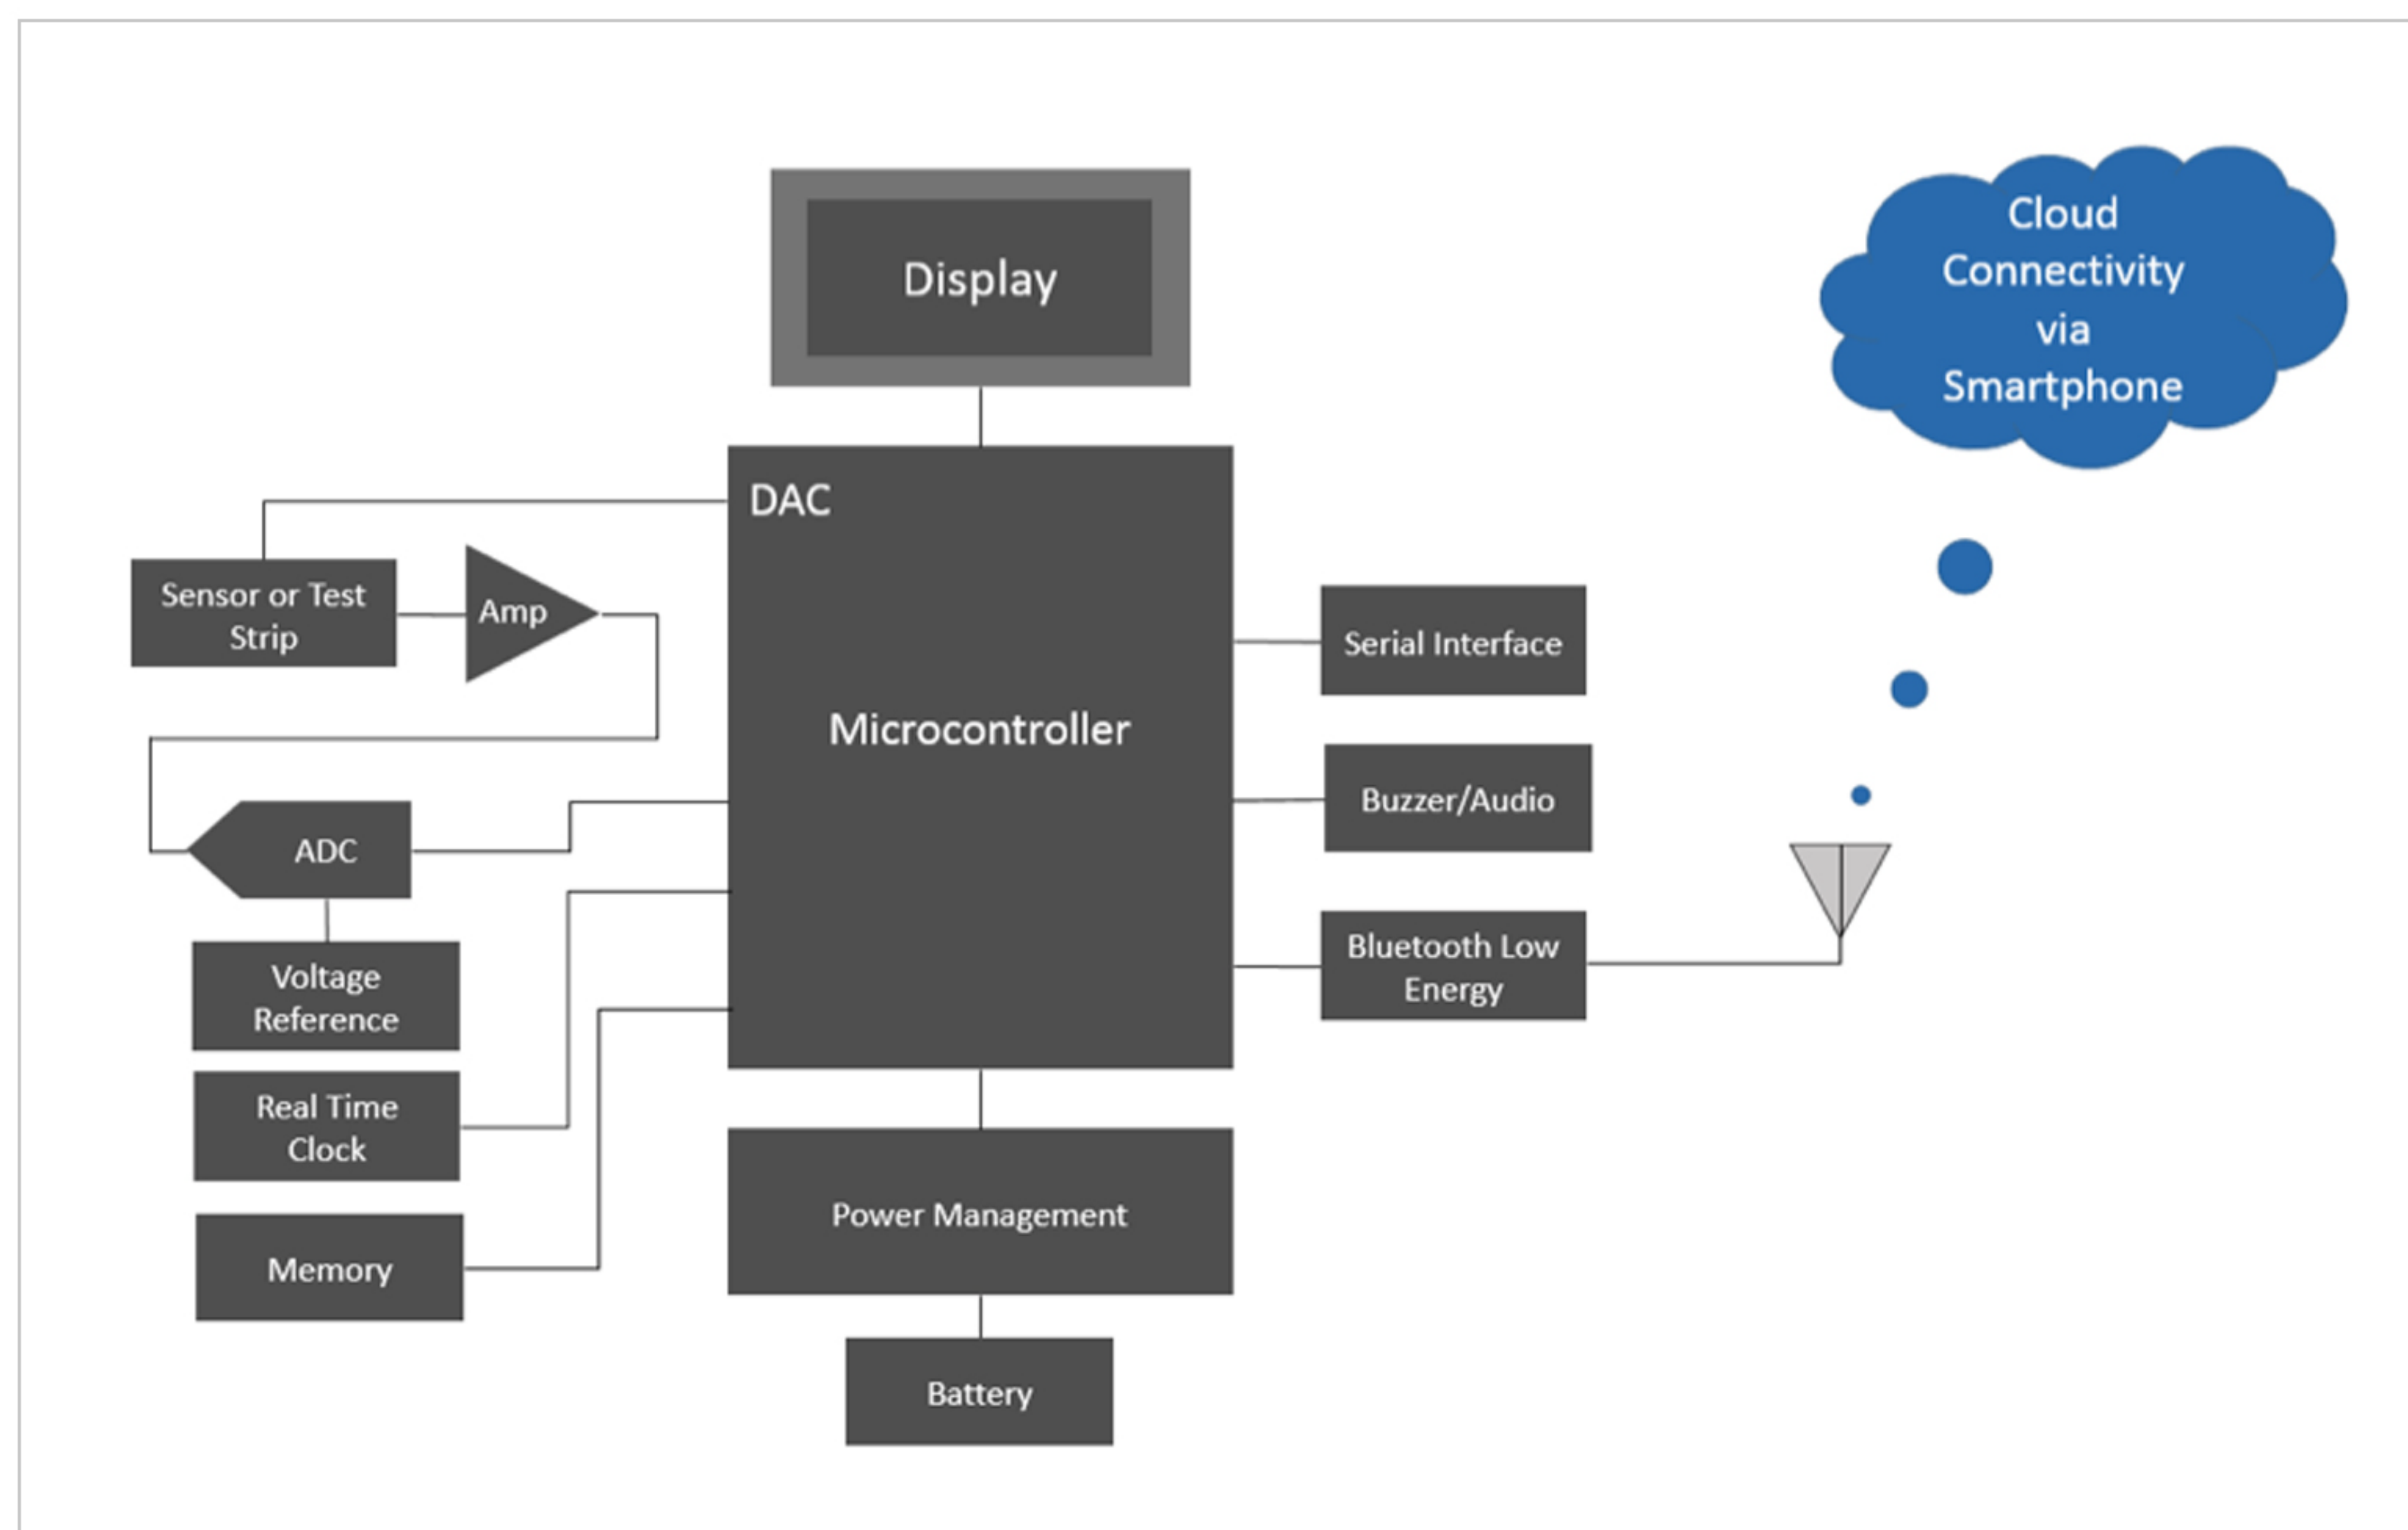 Display
Cloud
Connectivity
via
Smartphone
DAC
Microcontroller
Sensor or Test
Strip
Amp
Serial Interface
Buzzer/Audio
ADC
Bluetooth Low
Energy
Voltage
Reference
Real Time
Clock
Memory
Power Management
Battery